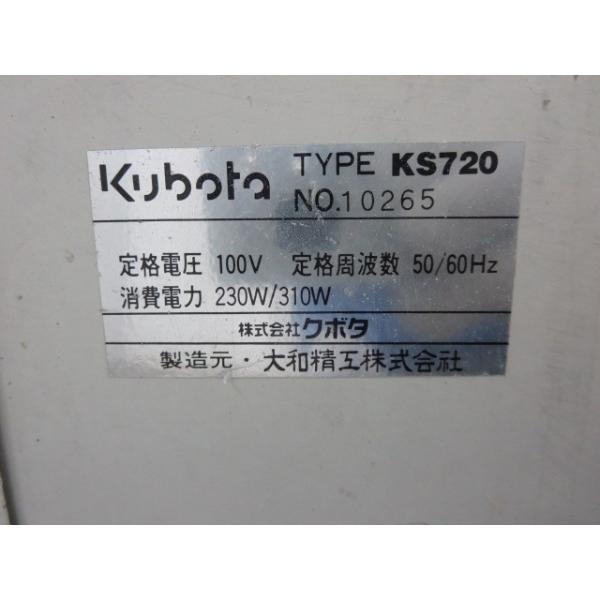 Kubota TYPE KS720
NO.10265
定格電圧 100V 定格周波数 50/60Hz
消費電力 230W/310W
株式会社クボタ
製造元・大和精工株式会社